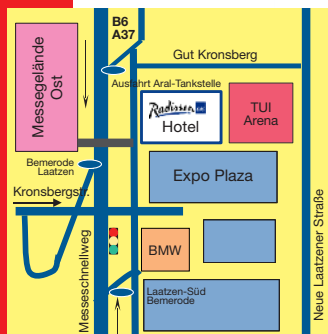 B6
A37
Messegelände
Ost
Gut Kronsberg
Ausfahrt Aral-Tankstelle
Radisson
Hotel
TUI
Arena
Bemerode
Laatzen
Expo Plaza
Kronsbergstr.
BMW
Messeschnellweg
Laatzen-Süd
Bemerode
Neue Laatzener Straße